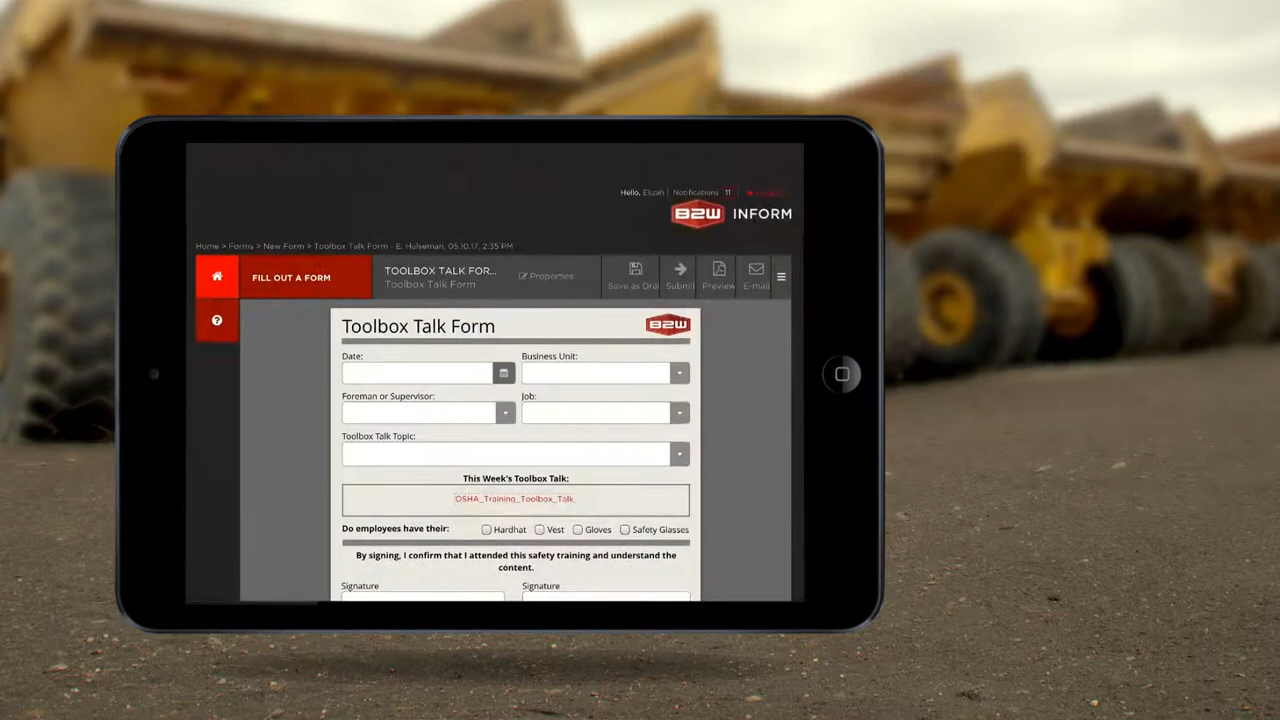 Hello, Elizah | Notifications 11 |
B2W INFORM
Home > Forms > New Form > Toolbox Talk Form - E. Hulseman, 05.10.17, 2:35 PM
FILL OUT A FORM
TOOLBOX TALK FOR...
Toolbox Talk Form
Properties
Save as Dra
Submi
Preview
E-mail
Toolbox Talk Form
B2W
Date:
Business Unit:
Foreman or Supervisor:
Job:
Toolbox Talk Topic:
This Week's Toolbox Talk:
OSHA_Training_Toolbox_Talk_
Do employees have their: Hardhat Vest Gloves Safety Glasses
By signing, I confirm that I attended this safety training and understand the
content.
Signature
Signature